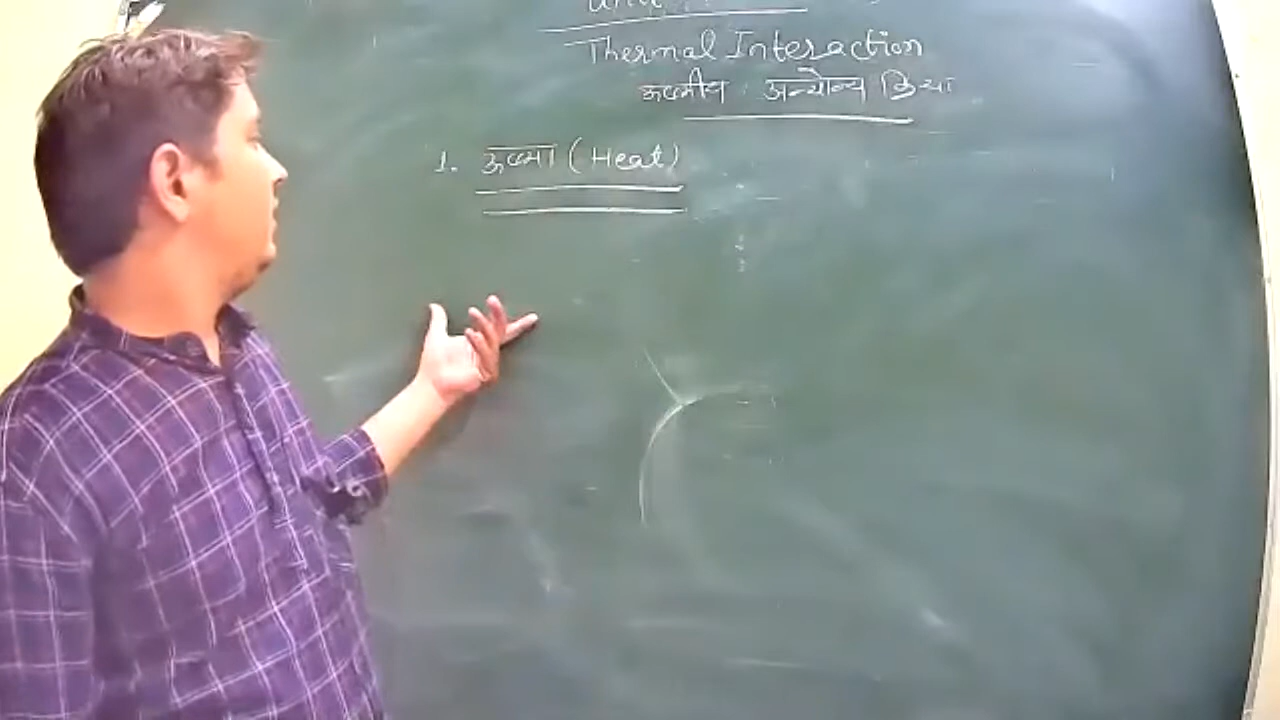 Thermal Interaction
ऊष्मीय अन्योन्य क्रिया
1. ऊष्मा (Heat)